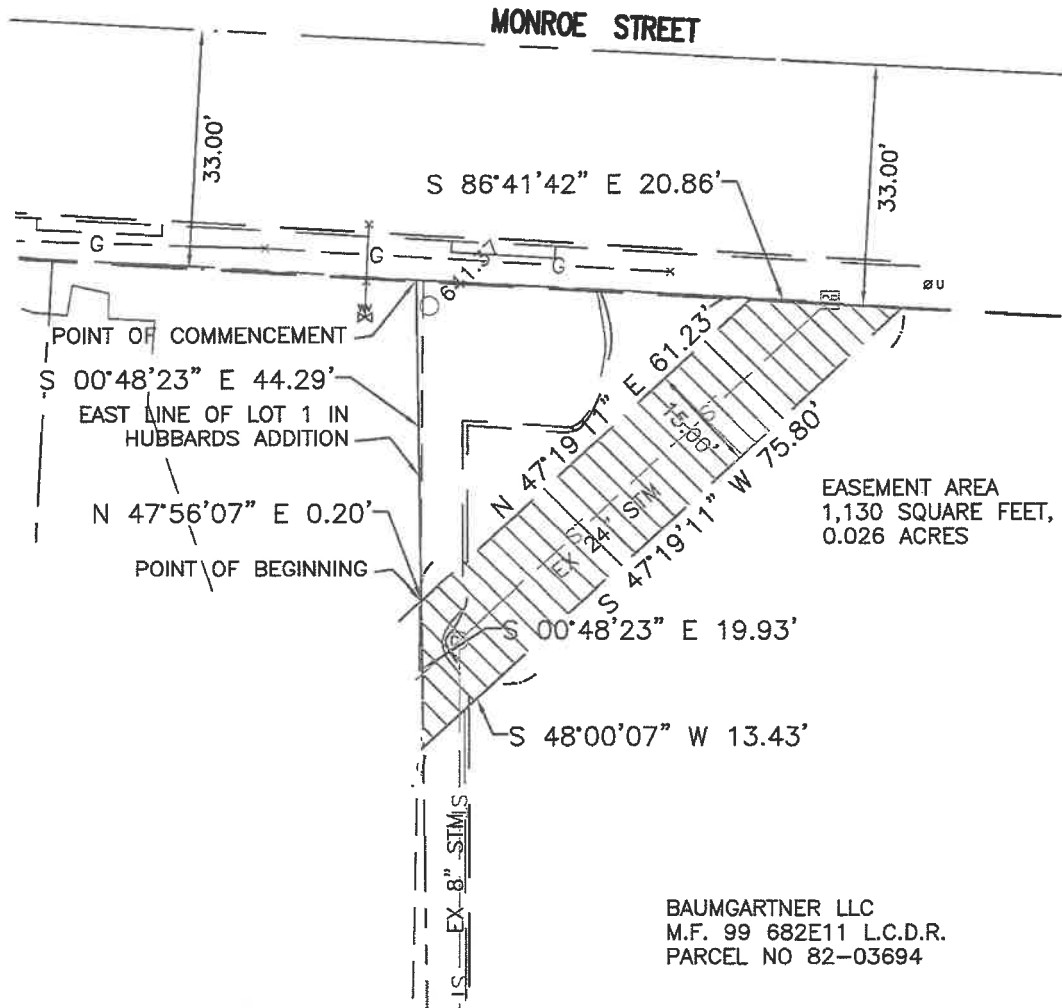 MONROE STREET
33.00'
33.00'
S 86°41'42" E 20.86'
G
G
G
ø U
POINT OF COMMENCEMENT
S 00°48'23" E 44.29'
EAST LINE OF LOT 1 IN
HUBBARDS ADDITION
N 47°19'11" E 61.23'
15.00'
S
S
EX 24' STM
S 47°19'11" W 75.80'
N 47°56'07" E 0.20'
EASEMENT AREA
1,130 SQUARE FEET,
0.026 ACRES
POINT OF BEGINNING
S 00°48'23" E 19.93'
S 48°00'07" W 13.43'
EX 8" STM
BAUMGARTNER LLC
M.F. 99 682E11 L.C.D.R.
PARCEL NO 82-03694